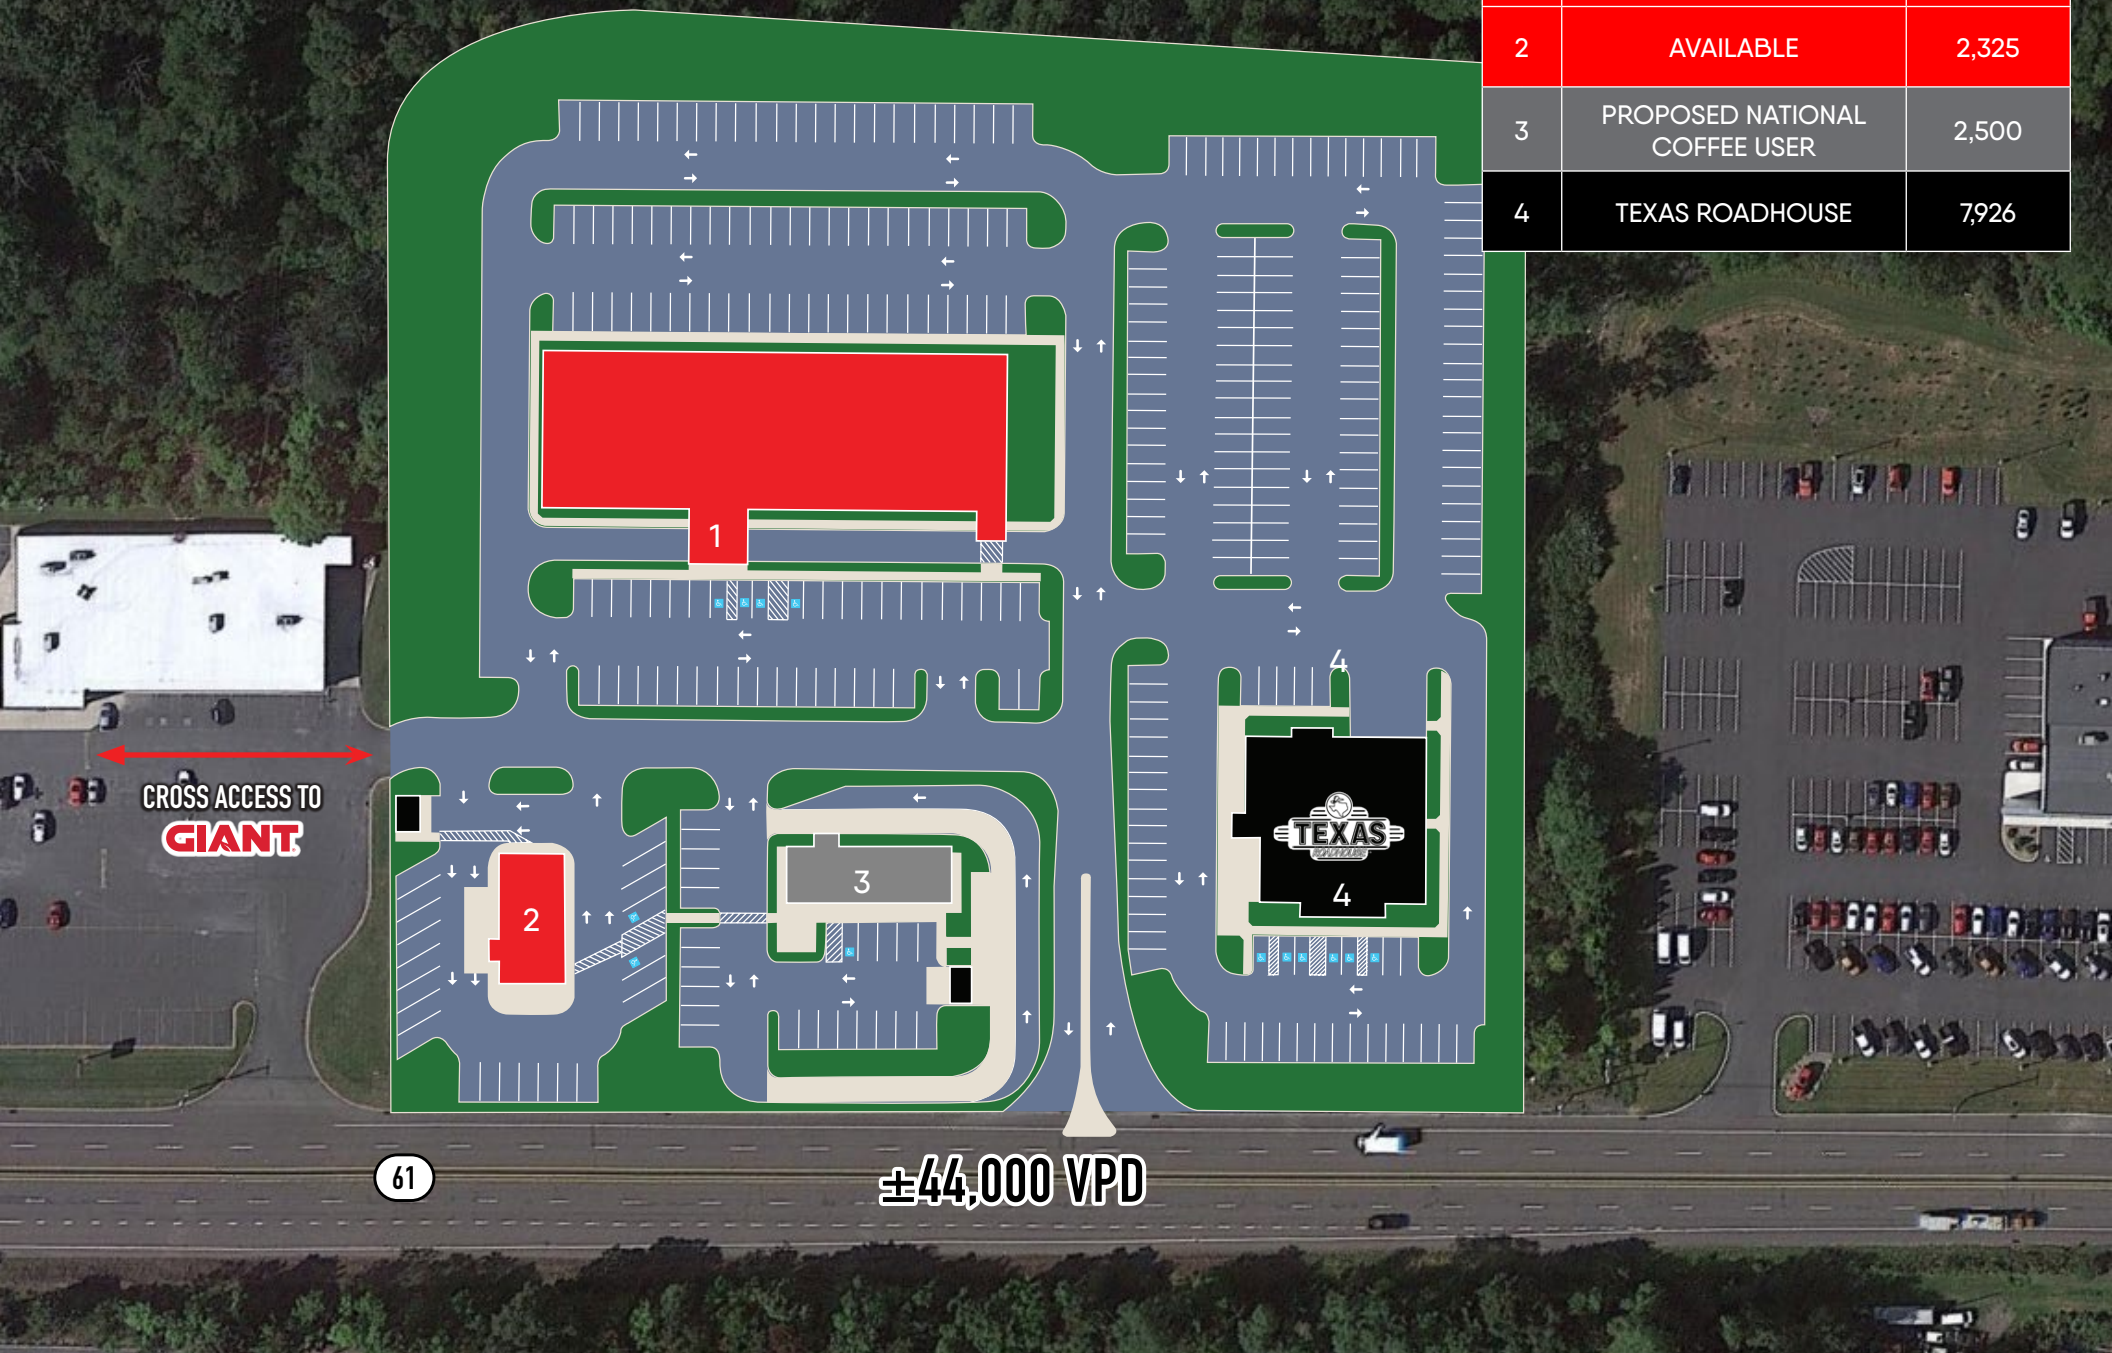 2 AVAILABLE 2,325
3 PROPOSED NATIONAL COFFEE USER 2,500
4 TEXAS ROADHOUSE 7,926
1
4
CROSS ACCESS TO
GIANT
2
3
TEXAS
ROADHOUSE
4
61
±44,000 VPD